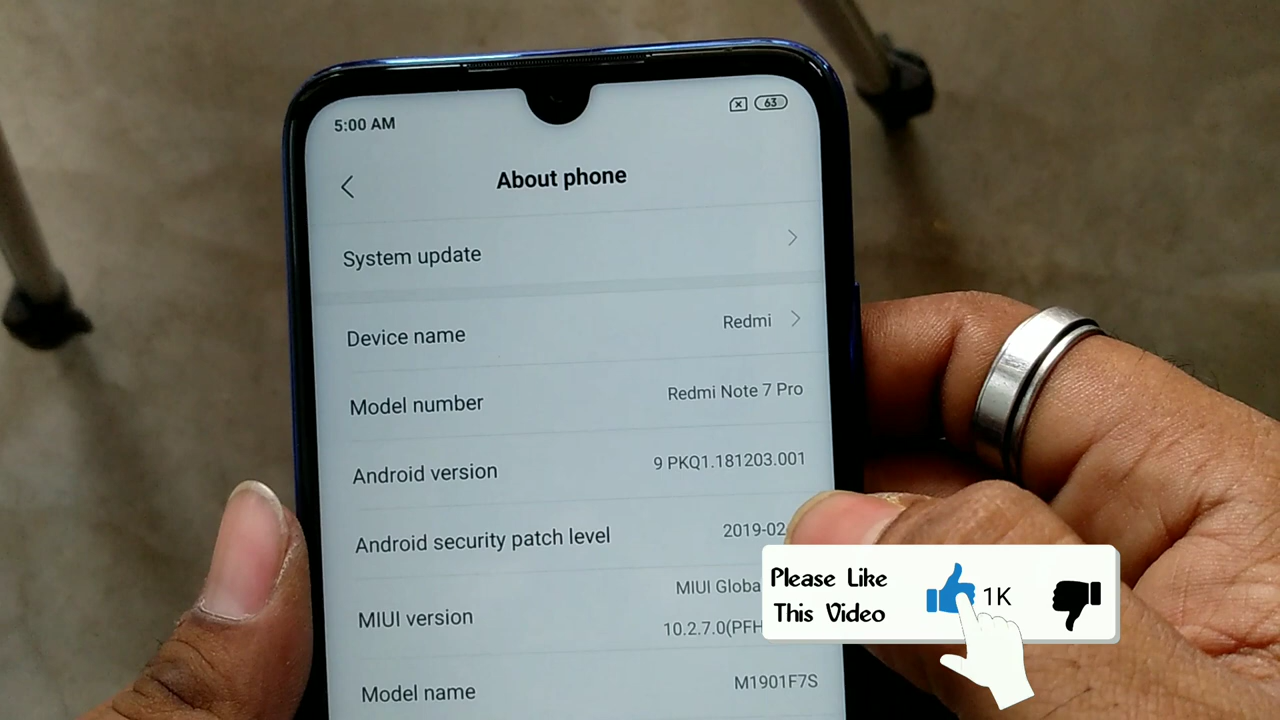 5:00 AM
63
About phone
System update
Device name Redmi
Model number Redmi Note 7 Pro
Android version 9 PKQ1.181203.001
Android security patch level 2019-02
MIUI Globa
MIUI version
10.2.7.0(PFH
Model name M1901F7S
Please Like
This Video
1K